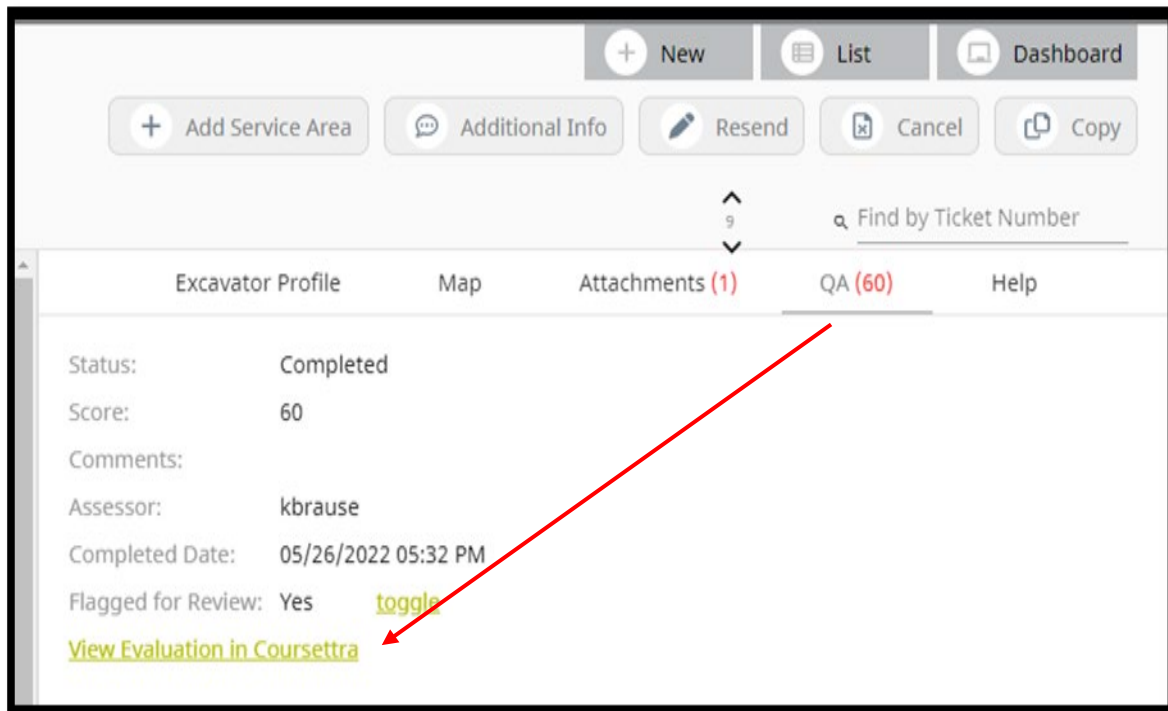 New List Dashboard
Add Service Area Additional Info Resend Cancel Copy
9 Find by Ticket Number
Excavator Profile Map Attachments (1) QA (60) Help
Status: Completed
Score: 60
Comments:
Assessor: kbrause
Completed Date: 05/26/2022 05:32 PM
Flagged for Review: Yes toggle
View Evaluation in Coursettra